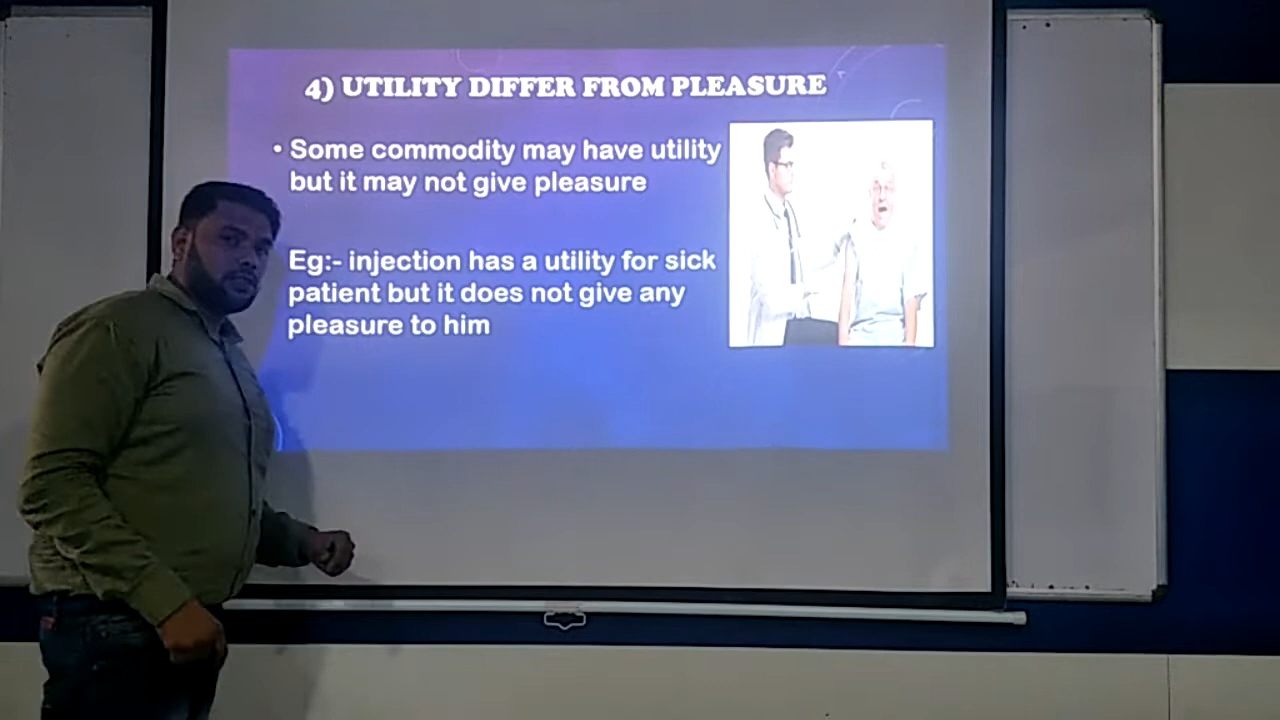 4) UTILITY DIFFER FROM PLEASURE
• Some commodity may have utility
but it may not give pleasure
Eg:- injection has a utility for sick
patient but it does not give any
pleasure to him